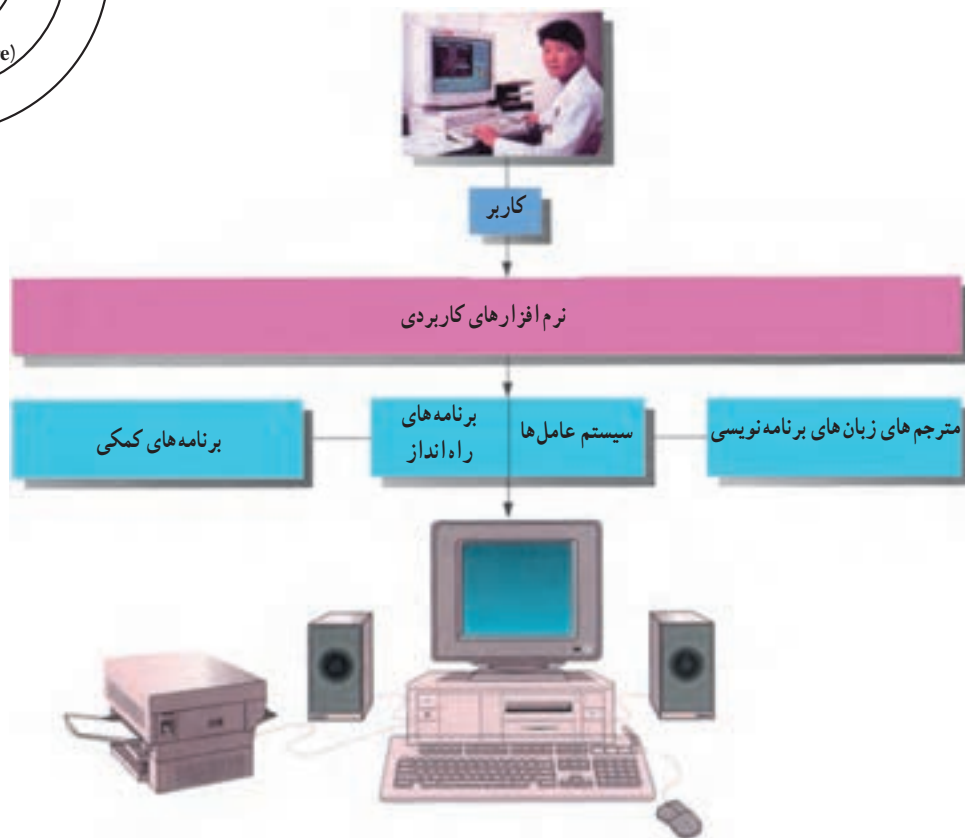 e)
کاربر
نرم افزارهای کاربردی
مترجم های زبان های برنامه نویسی
سیستم عامل ها
برنامه های
راه انداز
برنامه های کمکی